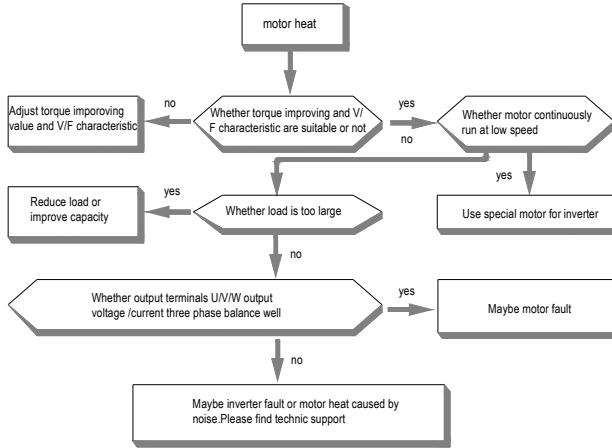 motor heat
no
Adjust torque imporoving
value and V/F characteristic
Whether torque improving and V/
F characteristic are suitable or not
yes
no
Whether motor continuously
run at low speed
yes
Use special motor for inverter
Whether load is too large
yes
Reduce load or
improve capacity
no
Whether output terminals U/V/W output
voltage /current three phase balance well
yes
Maybe motor fault
no
Maybe inverter fault or motor heat caused by
noise.Please find technic support